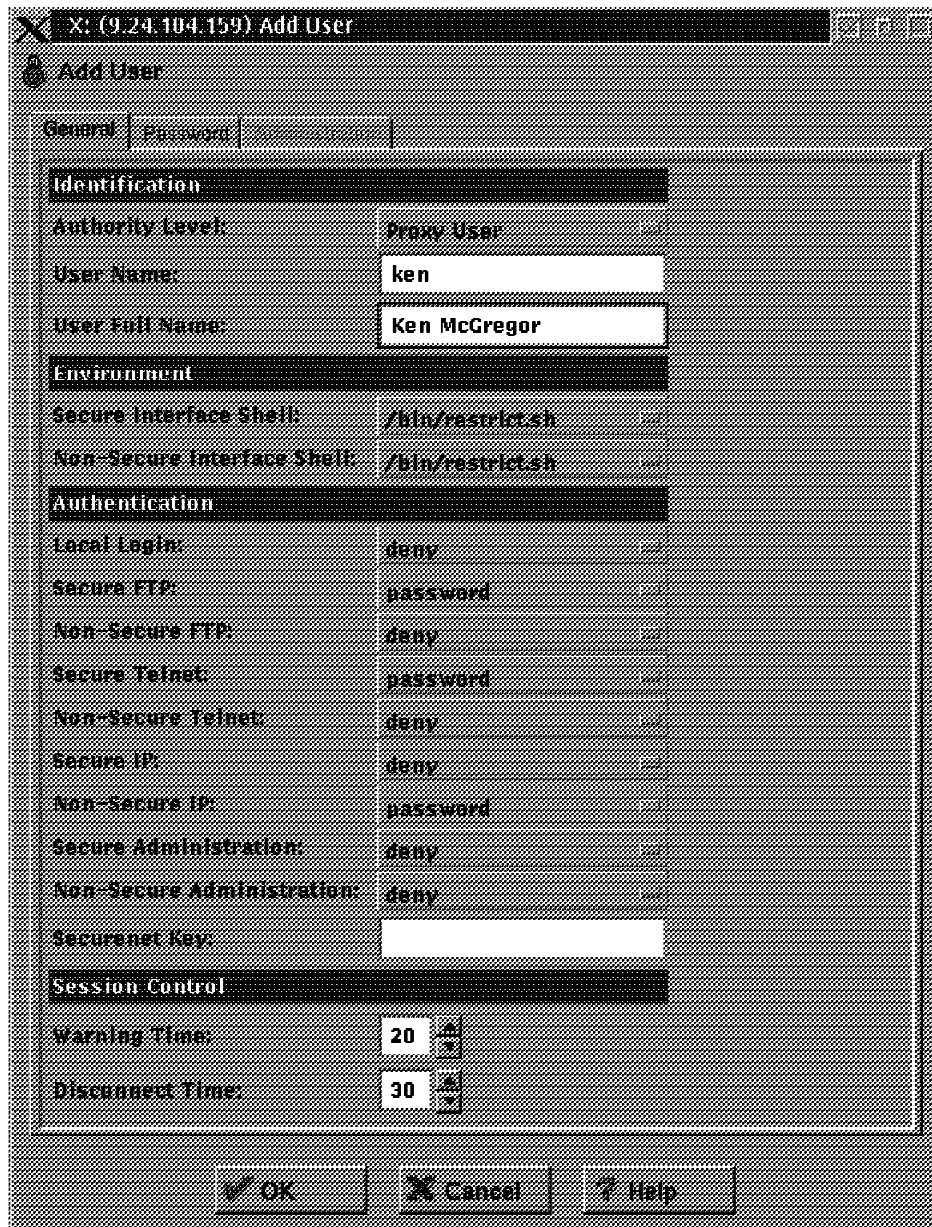 X: (9.24.104.159) Add User
Add User
General Password Administration
Identification
Authority Level: Proxy User
User Name: ken
User Full Name: Ken McGregor
Environment
Secure Interface Shell: /bin/restrict.sh
Non-Secure Interface Shell: /bin/restrict.sh
Authentication
Local Login: deny
Secure FTP: password
Non-Secure FTP: deny
Secure Telnet: password
Non-Secure Telnet: deny
Secure IP: deny
Non-Secure IP: password
Secure Administration: deny
Non-Secure Administration: deny
Securenet Key:
Session Control
Warning Time: 20
Disconnect Time: 30
OK Cancel Help